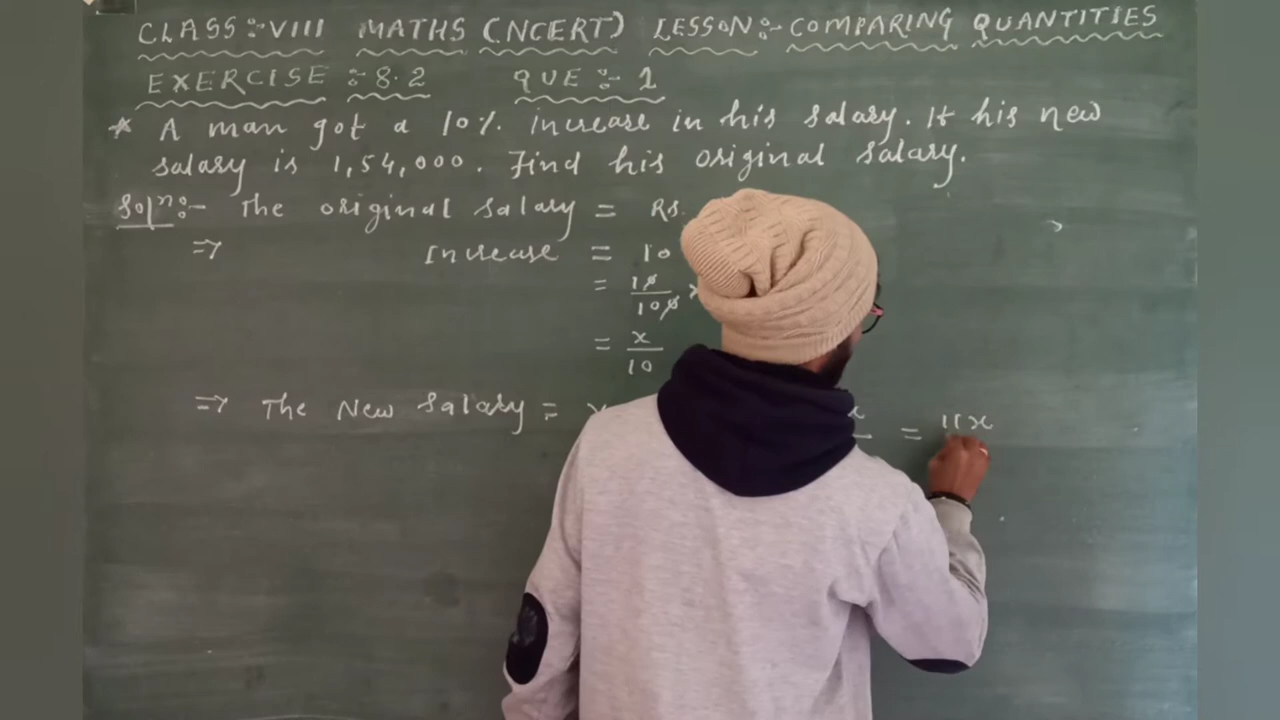 CLASS:-VIII MATHS (NCERT) LESSON:- COMPARING QUANTITIES
EXERCISE :- 8.2 QUE :- 1
* A man got a 10% increase in his salary. If his new
salary is 1,54,000. Find his original salary.
Solⁿ:- The original salary = Rs.
⇒ Increase = 10
= 10/100 ×
= x/10
⇒ The New Salary = x = 11x